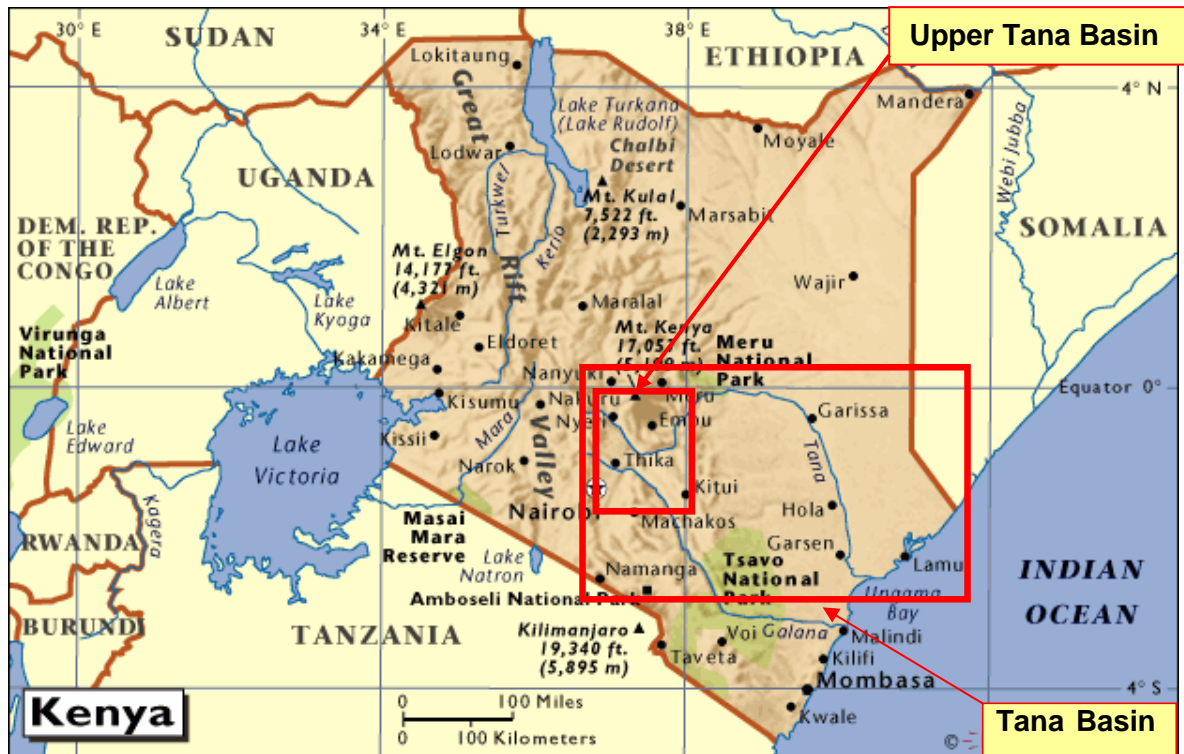 30° E
34° E
38° E
SUDAN
Upper Tana Basin
ETHIOPIA
Lokitaung
4° N
Mandera
Great
Rift
Valley
Lake Turkana
(Lake Rudolf)
Chalbi
Desert
Moyale
Lodwar
Webi Jubba
UGANDA
Turkwel
Kerio
Mt. Kulal
7,522 ft.
(2,293 m)
Marsabit
SOMALIA
DEM. REP.
OF THE
CONGO
Mt. Elgon
14,177 ft.
(4,321 m)
Lake
Albert
Lake
Kyoga
Wajir
Maralal
Kitale
Mt. Kenya
17,057 ft.
Virunga
National
Park
Eldoret
Meru
National
Park
Kakamega
Nanyuki
Meru
Equator 0°
Kisumu
Nakuru
Nyeri
Embu
Garissa
Lake
Edward
Lake
Victoria
Kissii
Mara
Narok
Thika
Tana
Kitui
Kagera
Nairobi
Machakos
Hola
RWANDA
Masai
Mara
Reserve
Lake
Natron
Garsen
Tsavo
National
Park
Lamu
INDIAN
OCEAN
Namanga
Amboseli National Park
Ungama
Bay
BURUNDI
TANZANIA
Kilimanjaro
19,340 ft.
(5,895 m)
Voi
Galana
Malindi
Taveta
Kilifi
Mombasa
4° S
Kwale
Kenya
0
100 Miles
0
100 Kilometers
Tana Basin
©